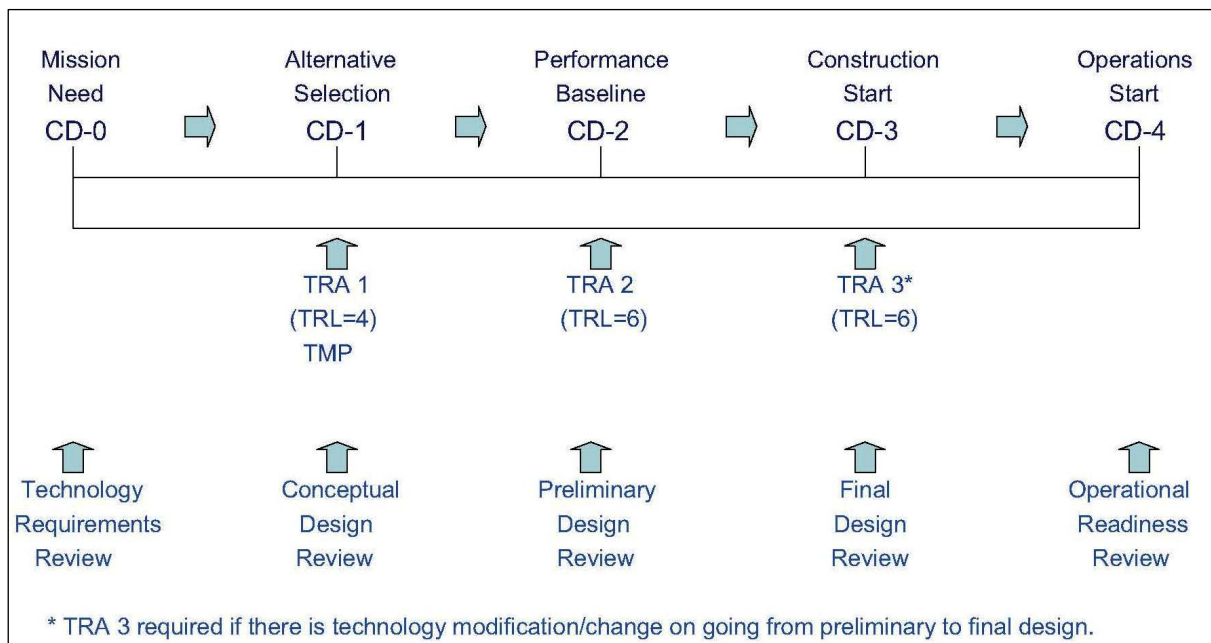 Mission
Need
CD-0
Alternative
Selection
CD-1
Performance
Baseline
CD-2
Construction
Start
CD-3
Operations
Start
CD-4
TRA 1
(TRL=4)
TMP
TRA 2
(TRL=6)
TRA 3*
(TRL=6)
Technology
Requirements
Review
Conceptual
Design
Review
Preliminary
Design
Review
Final
Design
Review
Operational
Readiness
Review
* TRA 3 required if there is technology modification/change on going from preliminary to final design.